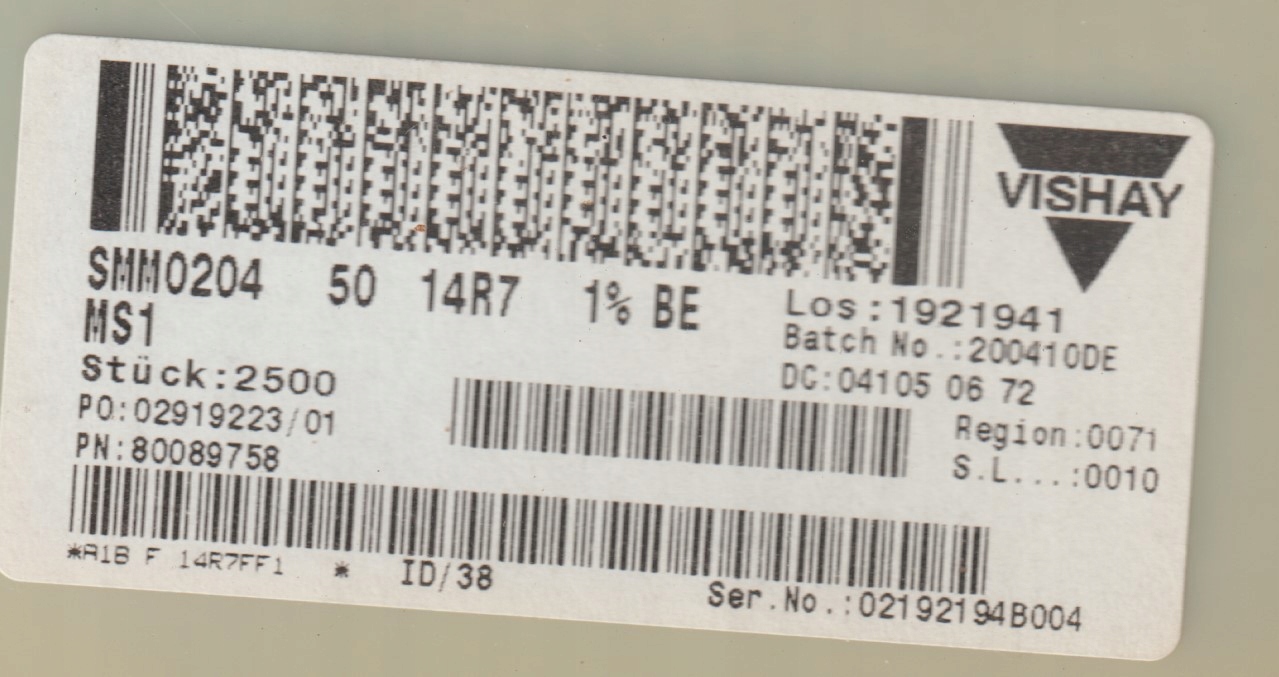 VISHAY
SMM0204 50 14R7 1% BE
MS1
Los:1921941
Batch No.:200410DE
Stück:2500
DC:04105 06 72
PO:02919223/01
Region:0071
PN:80089758
S.L...:0010
*A1B F 14R7FF1 * ID/38
Ser.No.:02192194B004